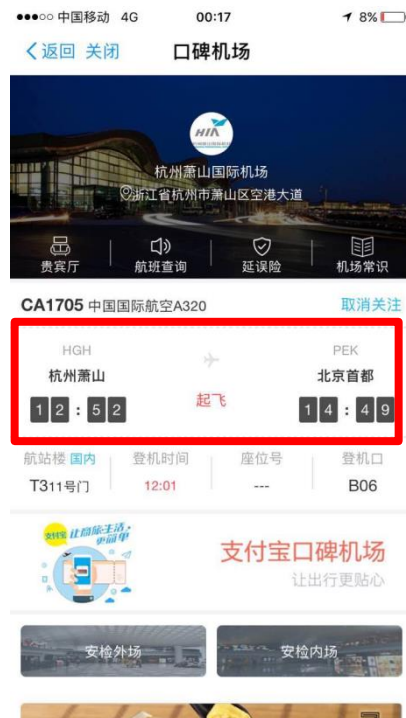 中国移动 4G 00:17 8%
返回 关闭 口碑机场
HIA
杭州萧山国际机场
浙江省杭州市萧山区空港大道
贵宾厅 航班查询 延误险 机场常识
CA1705 中国国际航空A320 取消关注
HGH PEK
杭州萧山 北京首都
12:52 起飞 14:49
航站楼 国内 登机时间 座位号 登机口
T311号门 12:01 --- B06
支付宝 让商旅生活,更简单
支付宝口碑机场
让出行更贴心
安检外场 安检内场